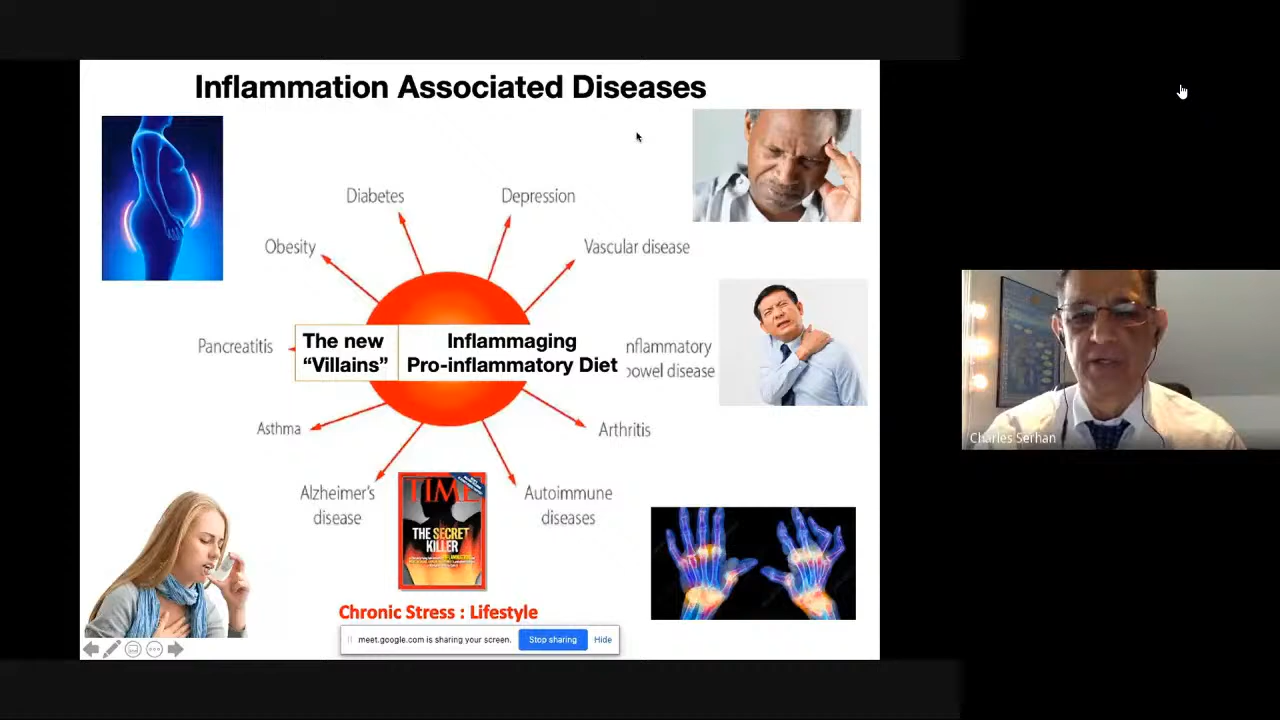 Inflammation Associated Diseases
Diabetes
Depression
Obesity
Vascular disease
Pancreatitis
The new
“Villains”
Inflammaging
Pro-inflammatory Diet
nflammatory
bowel disease
Asthma
Arthritis
Alzheimer's
disease
TIME
THE SECRET
KILLER
Autoimmune
diseases
Chronic Stress : Lifestyle
meet.google.com is sharing your screen.
Stop sharing
Hide
Charles Serhan